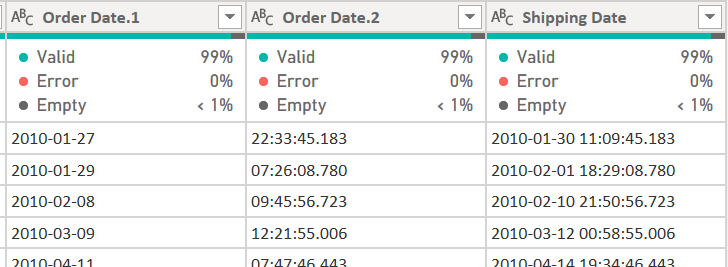 ABC Order Date.1 ABC Order Date.2 ABC Shipping Date
Valid 99% Valid 99% Valid 99%
Error 0% Error 0% Error 0%
Empty < 1% Empty < 1% Empty < 1%
2010-01-27 22:33:45.183 2010-01-30 11:09:45.183
2010-01-29 07:26:08.780 2010-02-01 18:29:08.780
2010-02-08 09:45:56.723 2010-02-10 21:50:56.723
2010-03-09 12:21:55.006 2010-03-12 00:58:55.006
2010-04-11 07:47:46.443 2010-04-14 19:34:46.443